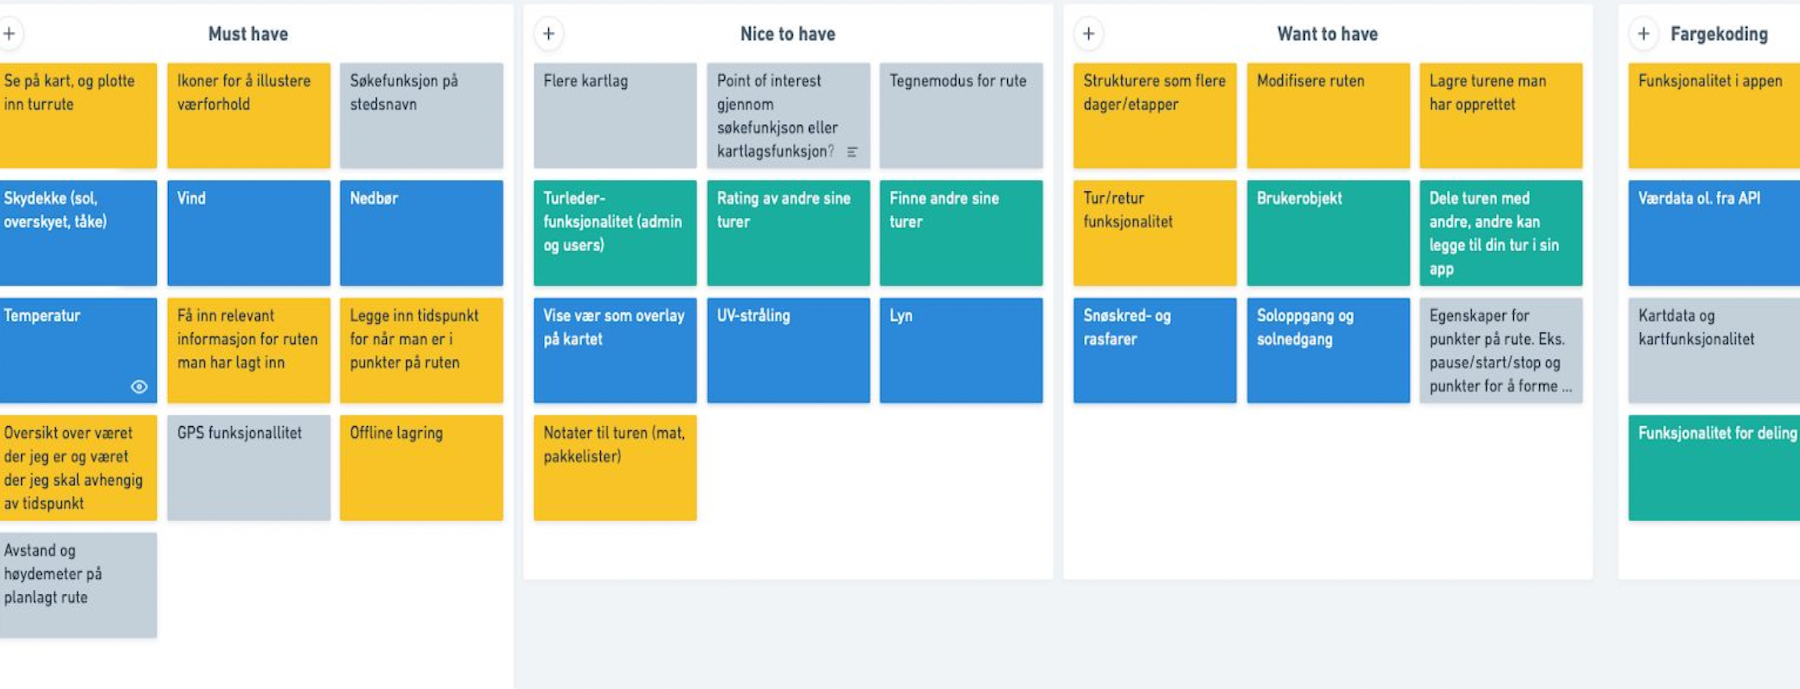 Must have
Se på kart, og plotte
inn turrute
Ikoner for å illustere
værforhold
Søkefunksjon på
stedsnavn
Skydekke (sol,
overskyet, tåke)
Vind
Nedbør
Temperatur
Få inn relevant
informasjon for ruten
man har lagt inn
Legge inn tidspunkt
for når man er i
punkter på ruten
Oversikt over været
der jeg er og været
der jeg skal avhengig
av tidspunkt
GPS funksjonallitet
Offline lagring
Avstand og
høydemeter på
planlagt rute
Nice to have
Flere kartlag
Point of interest
gjennom
søkefunkjson eller
kartlagsfunksjon?
Tegnemodus for rute
Turleder-
funksjonalitet (admin
og users)
Rating av andre sine
turer
Finne andre sine
turer
Vise vær som overlay
på kartet
UV-stråling
Lyn
Notater til turen (mat,
pakkelister)
Want to have
Strukturere som flere
dager/etapper
Modifisere ruten
Lagre turene man
har opprettet
Tur/retur
funksjonalitet
Brukerobjekt
Dele turen med
andre, andre kan
legge til din tur i sin
app
Snøskred- og
rasfarer
Soloppgang og
solnedgang
Egenskaper for
punkter på rute. Eks.
pause/start/stop og
punkter for å forme ...
Fargekoding
Funksjonalitet i appen
Værdata ol. fra API
Kartdata og
kartfunksjonalitet
Funksjonalitet for deling